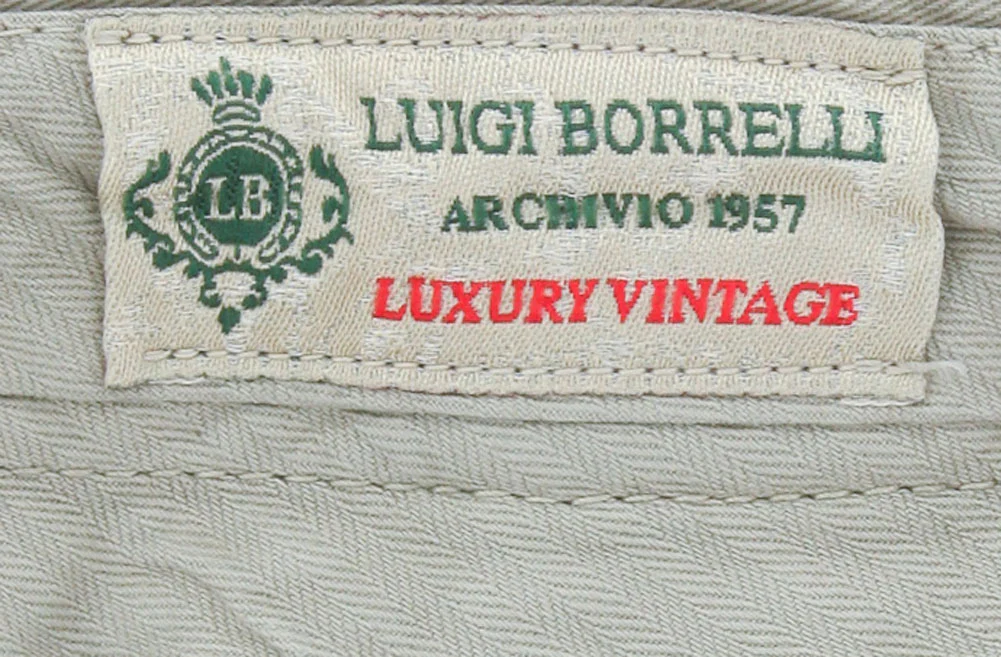 LUIGI BORRELLI
ARCHIVIO 1957
LUXURY VINTAGE
LB